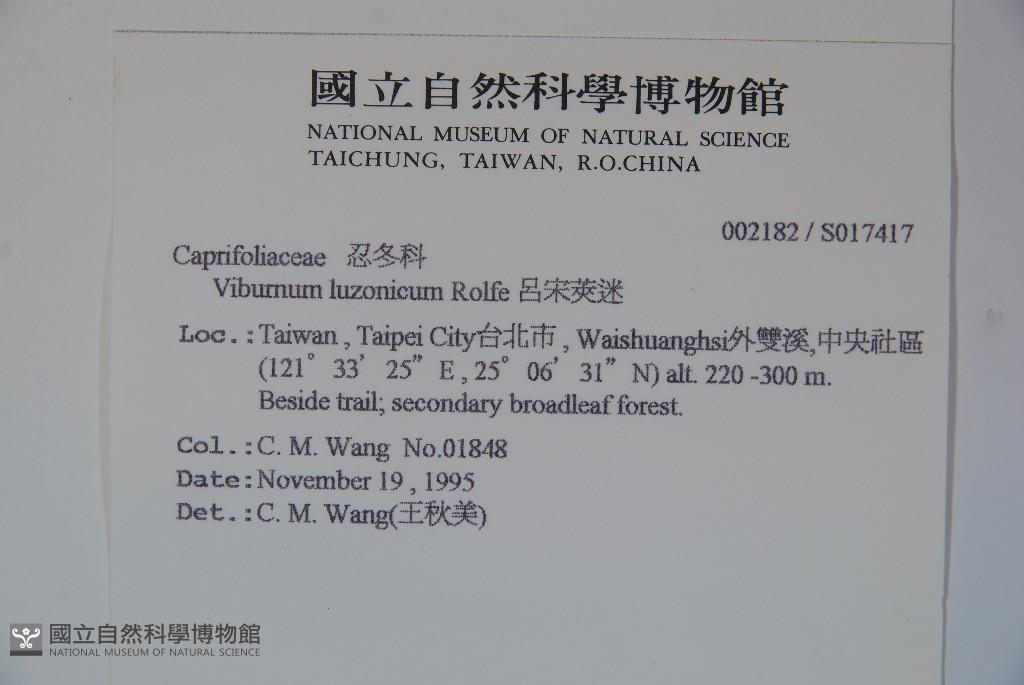 國立自然科學博物館
NATIONAL MUSEUM OF NATURAL SCIENCE
TAICHUNG, TAIWAN, R.O.CHINA
002182 / S017417
Caprifoliaceae 忍冬科
Viburnum luzonicum Rolfe 呂宋莢迷
Loc.:Taiwan , Taipei City台北市 , Waishuanghsi外雙溪,中央社區
(121° 33' 25" E , 25° 06' 31" N) alt. 220 -300 m.
Beside trail; secondary broadleaf forest.
Col.:C. M. Wang No.01848
Date:November 19 , 1995
Det.:C. M. Wang(王秋美)
國立自然科學博物館
NATIONAL MUSEUM OF NATURAL SCIENCE